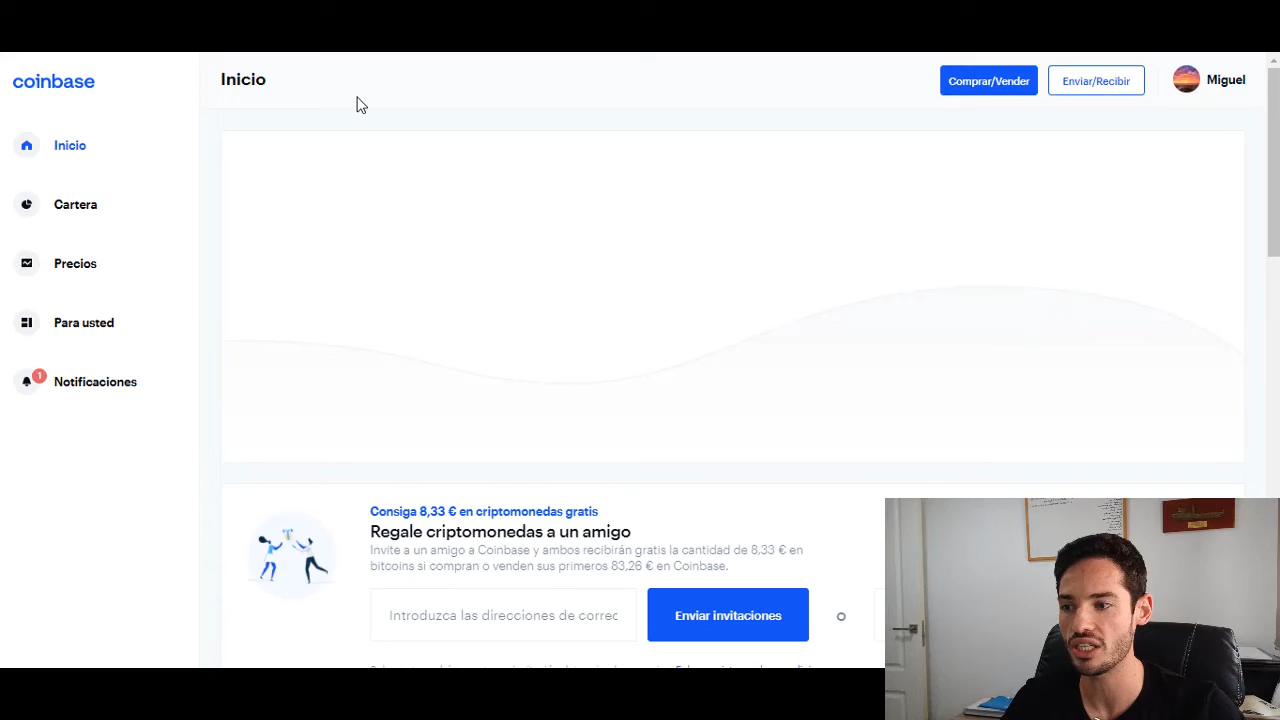 coinbase
Inicio
Comprar/Vender
Enviar/Recibir
Miguel
Inicio
Cartera
Precios
Para usted
1
Notificaciones
Consiga 8,33 € en criptomonedas gratis
Regale criptomonedas a un amigo
Invite a un amigo a Coinbase y ambos recibirán gratis la cantidad de 8,33 € en
bitcoins si compran o venden sus primeros 83,26 € en Coinbase.
Introduzca las direcciones de correc
Enviar invitaciones
o